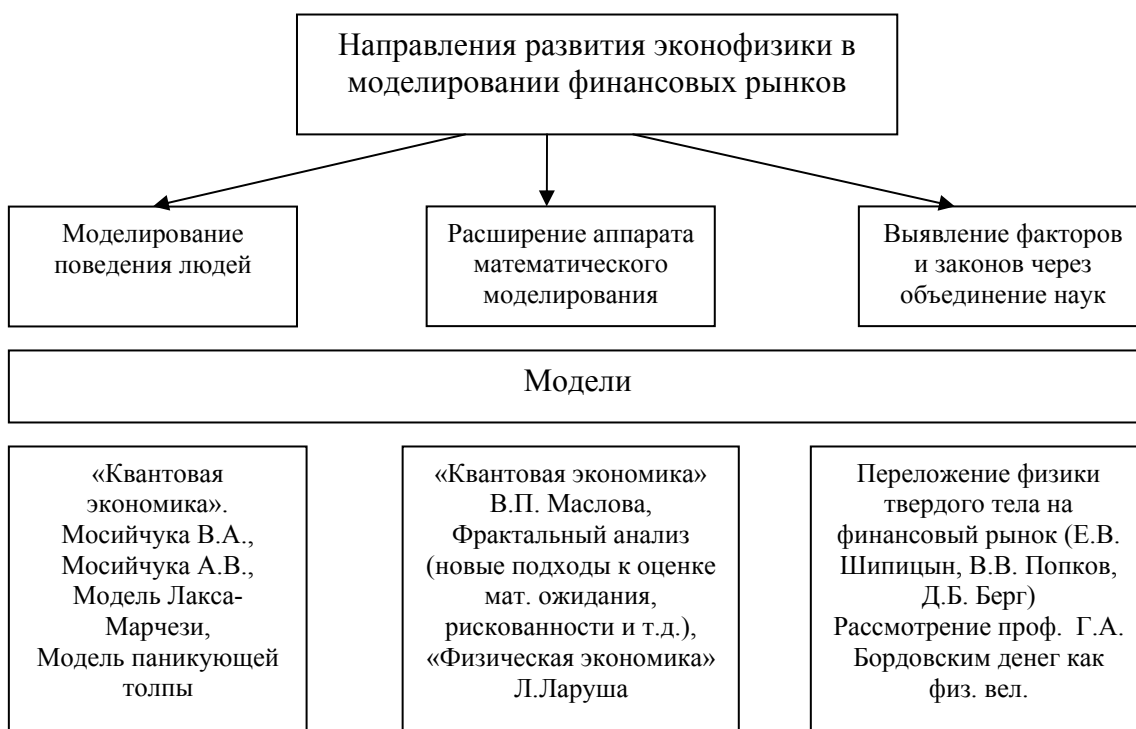 Направления развития эконофизики в
моделировании финансовых рынков
Моделирование
поведения людей
Расширение аппарата
математического
моделирования
Выявление факторов
и законов через
объединение наук
Модели
«Квантовая
экономика».
Мосийчука В.А.,
Мосийчука А.В.,
Модель Лакса-
Марчези,
Модель паникующей
толпы
«Квантовая экономика»
В.П. Маслова,
Фрактальный анализ
(новые подходы к оценке
мат. ожидания,
рискованности и т.д.),
«Физическая экономика»
Л.Ларуша
Переложение физики
твердого тела на
финансовый рынок (Е.В.
Шипицын, В.В. Попков,
Д.Б. Берг)
Рассмотрение проф. Г.А.
Бордовским денег как
физ. вел.